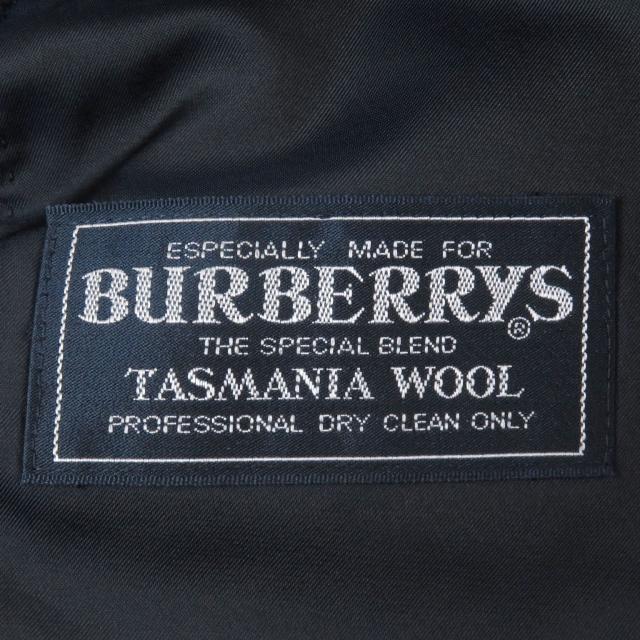 ESPECIALLY MADE FOR
BURBERRYS®
THE SPECIAL BLEND
TASMANIA WOOL
PROFESSIONAL DRY CLEAN ONLY